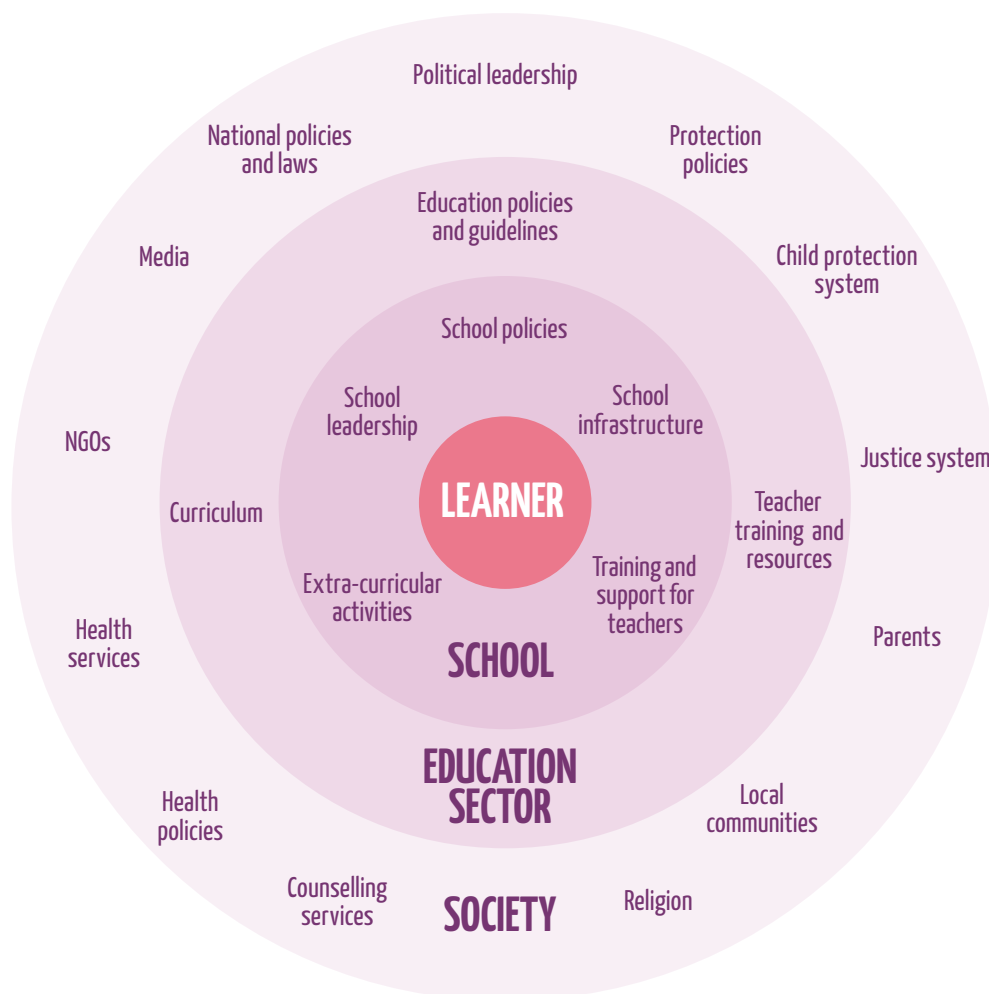 Political leadership
National policies
and laws
Protection
policies
Education policies
and guidelines
Media
Child protection
system
School policies
School
leadership
School
infrastructure
NGOs
Justice system
LEARNER
Curriculum
Teacher
training and
resources
Extra-curricular
activities
Training and
support for
teachers
Health
services
Parents
SCHOOL
EDUCATION
SECTOR
Health
policies
Local
communities
Counselling
services
SOCIETY
Religion